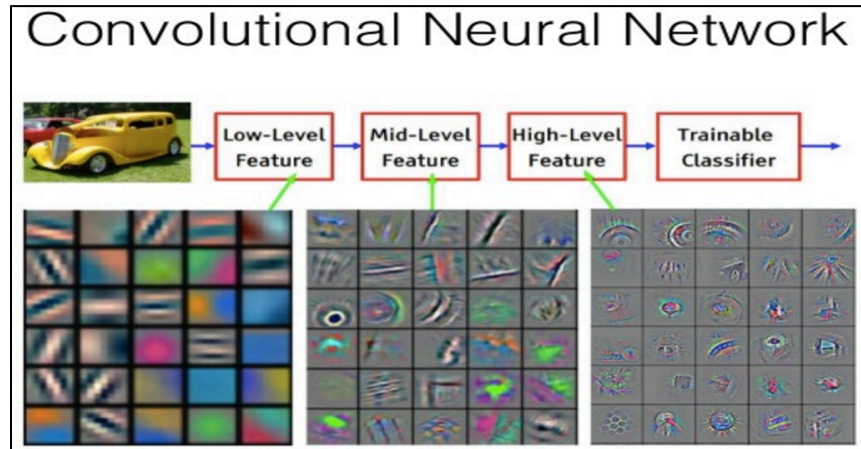 Convolutional Neural Network
Low-Level
Feature
Mid-Level
Feature
High-Level
Feature
Trainable
Classifier